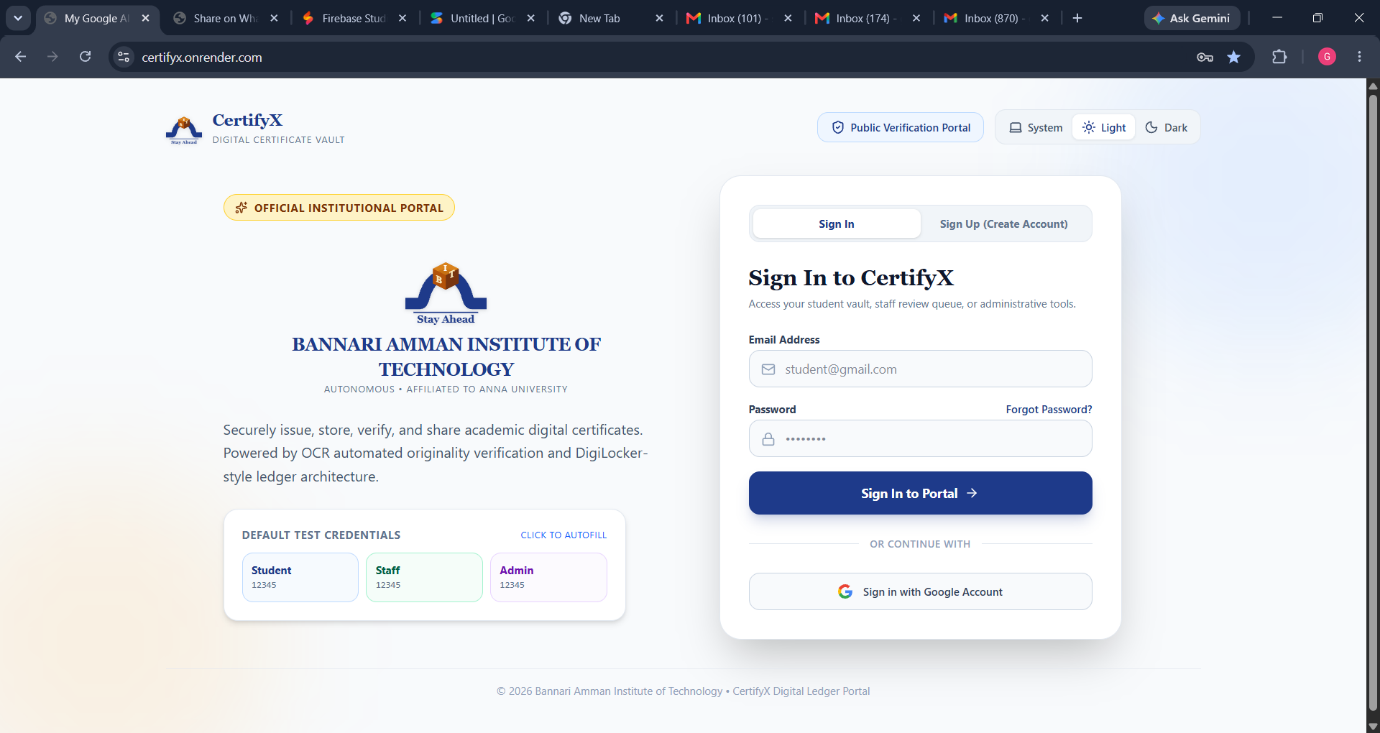 My Google AI
Share on Wha
Firebase Stud
Untitled | Goo
New Tab
Inbox (101) -
Inbox (174) -
Inbox (870) -
Ask Gemini
certifyx.onrender.com
G
CertifyX
DIGITAL CERTIFICATE VAULT
Stay Ahead
Public Verification Portal
System
Light
Dark
OFFICIAL INSTITUTIONAL PORTAL
B I T
Stay Ahead
BANNARI AMMAN INSTITUTE OF
TECHNOLOGY
AUTONOMOUS • AFFILIATED TO ANNA UNIVERSITY
Securely issue, store, verify, and share academic digital certificates.
Powered by OCR automated originality verification and DigiLocker-
style ledger architecture.
DEFAULT TEST CREDENTIALS
CLICK TO AUTOFILL
Student
12345
Staff
12345
Admin
12345
Sign In
Sign Up (Create Account)
Sign In to CertifyX
Access your student vault, staff review queue, or administrative tools.
Email Address
student@gmail.com
Password
Forgot Password?
••••••••
Sign In to Portal →
OR CONTINUE WITH
Sign in with Google Account
© 2026 Bannari Amman Institute of Technology • CertifyX Digital Ledger Portal